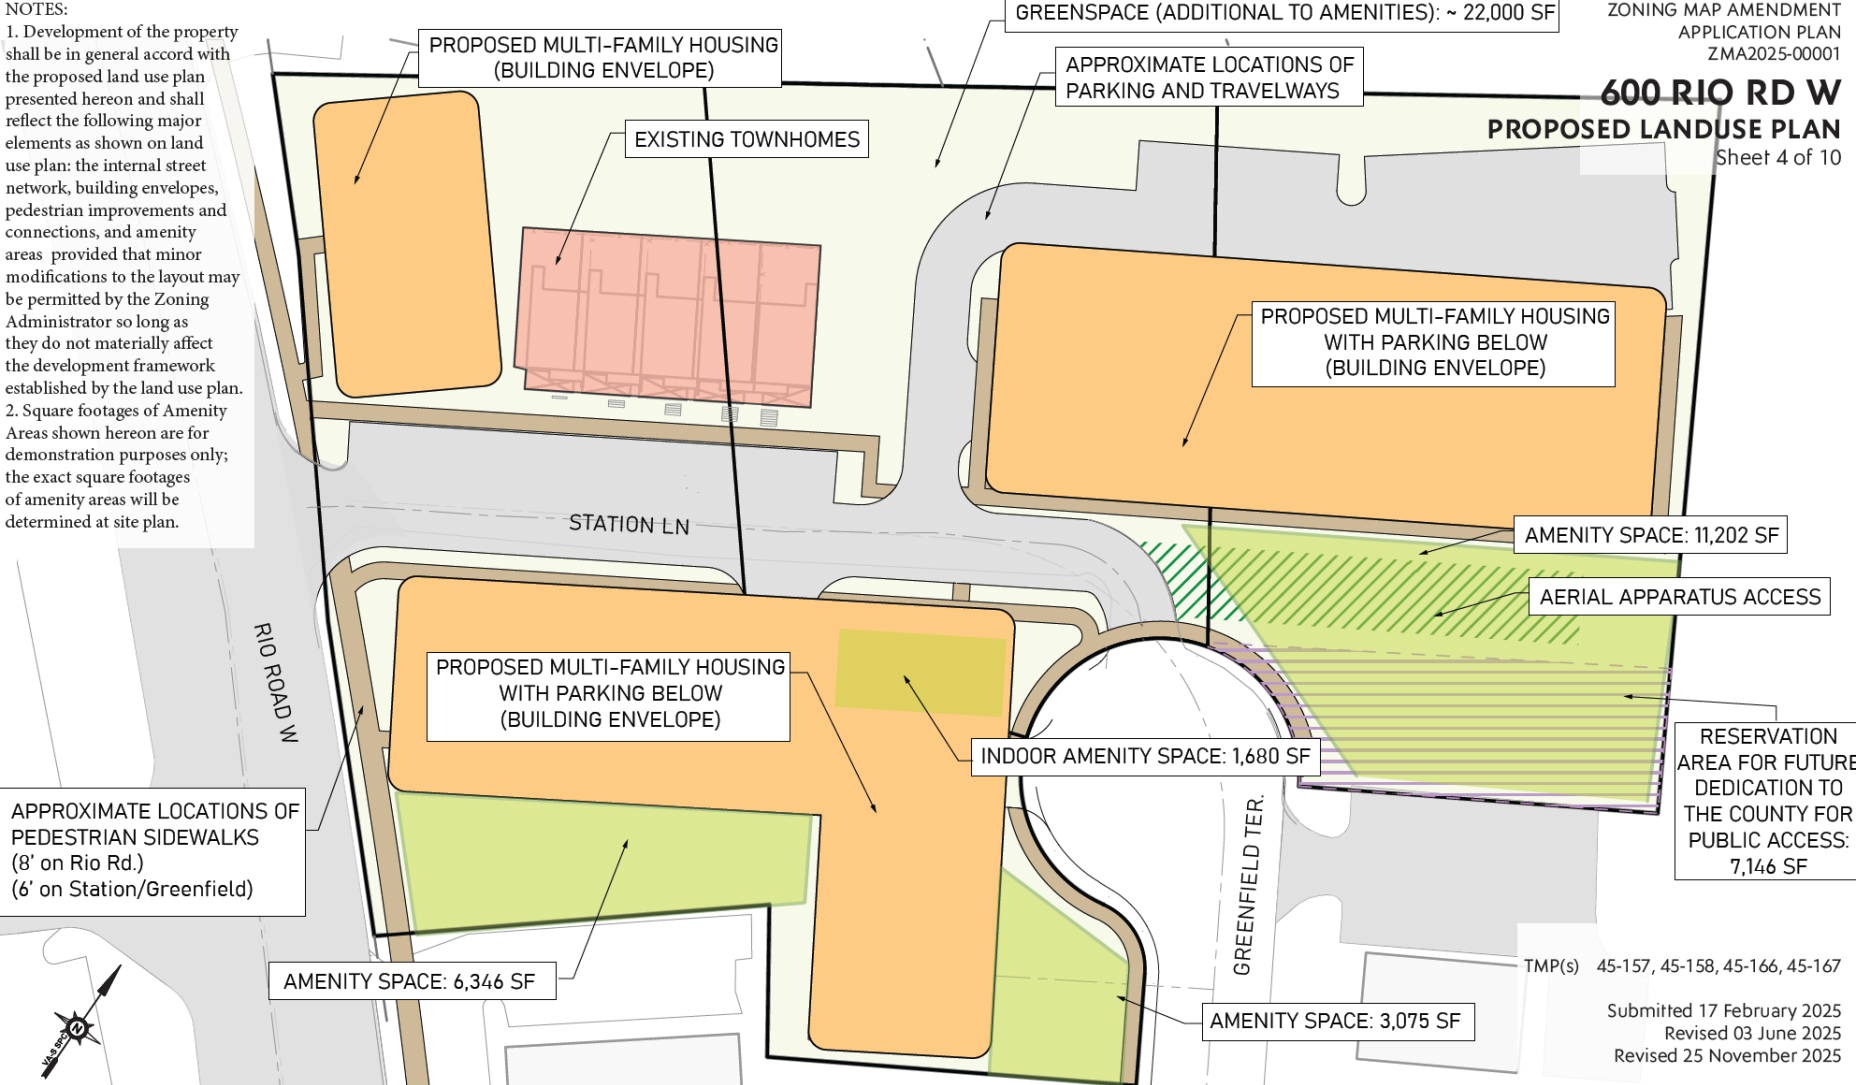 NOTES:
1. Development of the property
shall be in general accord with
the proposed land use plan
presented hereon and shall
reflect the following major
elements as shown on land
use plan: the internal street
network, building envelopes,
pedestrian improvements and
connections, and amenity
areas provided that minor
modifications to the layout may
be permitted by the Zoning
Administrator so long as
they do not materially affect
the development framework
established by the land use plan.
2. Square footages of Amenity
Areas shown hereon are for
demonstration purposes only;
the exact square footages
of amenity areas will be
determined at site plan.
PROPOSED MULTI-FAMILY HOUSING
(BUILDING ENVELOPE)
EXISTING TOWNHOMES
GREENSPACE (ADDITIONAL TO AMENITIES): ~ 22,000 SF
APPROXIMATE LOCATIONS OF
PARKING AND TRAVELWAYS
ZONING MAP AMENDMENT
APPLICATION PLAN
ZMA2025-00001
600 RIO RD W
PROPOSED LANDUSE PLAN
Sheet 4 of 10
PROPOSED MULTI-FAMILY HOUSING
WITH PARKING BELOW
(BUILDING ENVELOPE)
STATION LN
AMENITY SPACE: 11,202 SF
AERIAL APPARATUS ACCESS
RIO ROAD W
PROPOSED MULTI-FAMILY HOUSING
WITH PARKING BELOW
(BUILDING ENVELOPE)
INDOOR AMENITY SPACE: 1,680 SF
RESERVATION
AREA FOR FUTURE
DEDICATION TO
THE COUNTY FOR
PUBLIC ACCESS:
7,146 SF
APPROXIMATE LOCATIONS OF
PEDESTRIAN SIDEWALKS
(8' on Rio Rd.)
(6' on Station/Greenfield)
GREENFIELD TER.
AMENITY SPACE: 6,346 SF
AMENITY SPACE: 3,075 SF
N
VA-S SPC
TMP(s) 45-157, 45-158, 45-166, 45-167
Submitted 17 February 2025
Revised 03 June 2025
Revised 25 November 2025